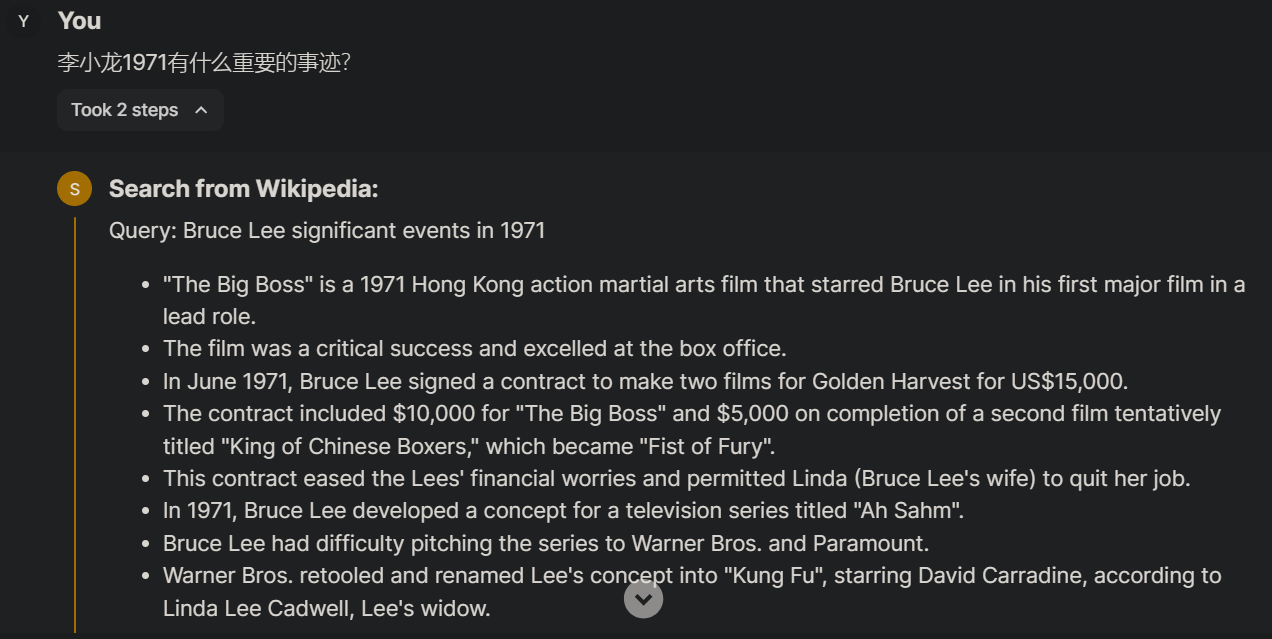 Y
You
李小龙1971有什么重要的事迹?
Took 2 steps
S
Search from Wikipedia:
Query: Bruce Lee significant events in 1971
• "The Big Boss" is a 1971 Hong Kong action martial arts film that starred Bruce Lee in his first major film in a
lead role.
• The film was a critical success and excelled at the box office.
• In June 1971, Bruce Lee signed a contract to make two films for Golden Harvest for US$15,000.
• The contract included $10,000 for "The Big Boss" and $5,000 on completion of a second film tentatively
titled "King of Chinese Boxers," which became "Fist of Fury".
• This contract eased the Lees' financial worries and permitted Linda (Bruce Lee's wife) to quit her job.
• In 1971, Bruce Lee developed a concept for a television series titled "Ah Sahm".
• Bruce Lee had difficulty pitching the series to Warner Bros. and Paramount.
• Warner Bros. retooled and renamed Lee's concept into "Kung Fu", starring David Carradine, according to
Linda Lee Cadwell, Lee's widow.